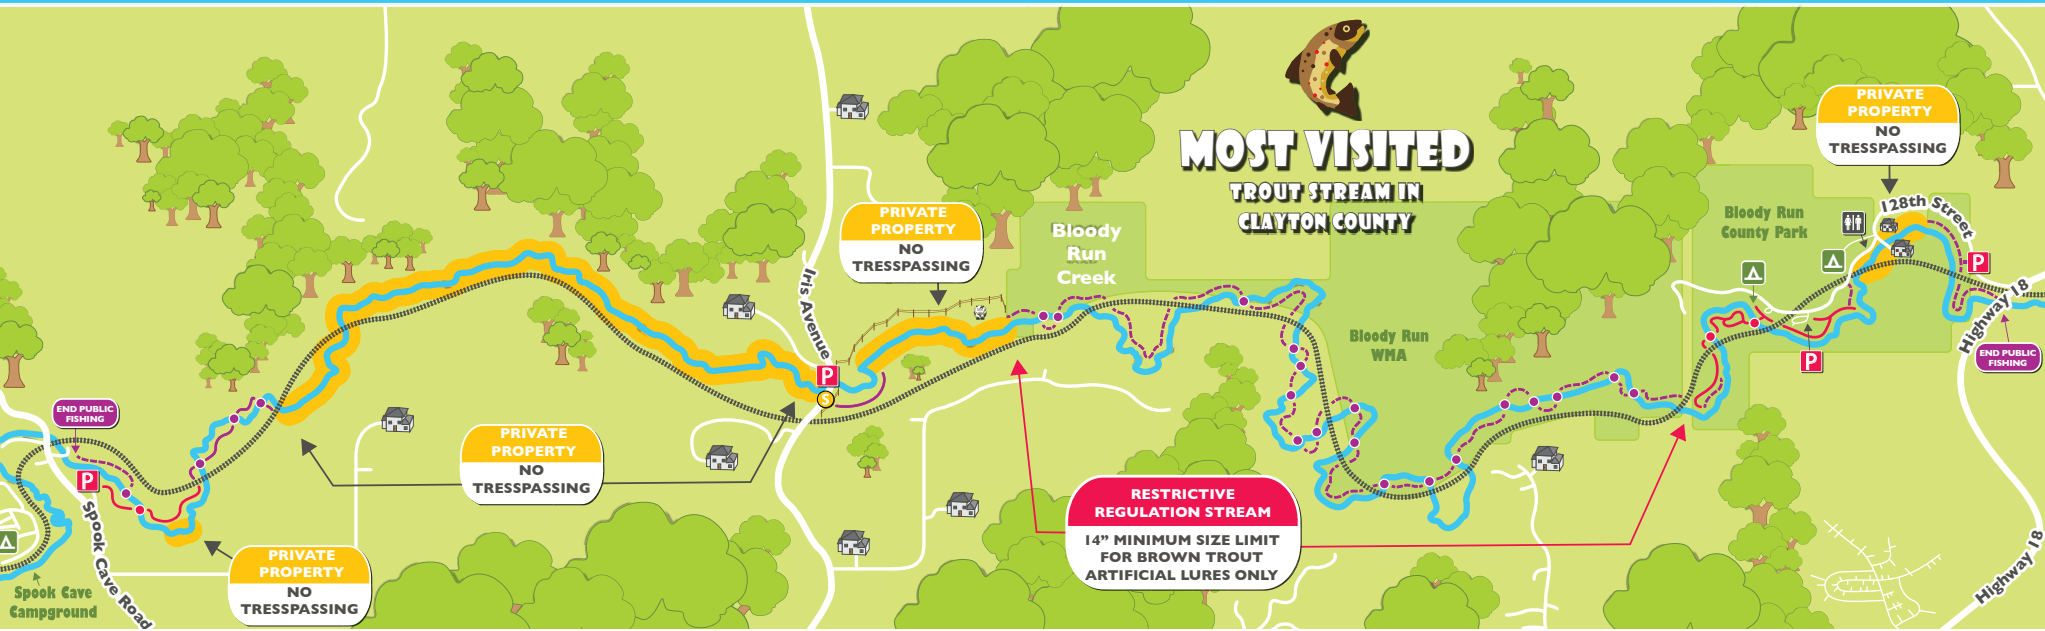 MOST VISITED
TROUT STREAM IN
CLAYTON COUNTY
PRIVATE
PROPERTY
NO
TRESSPASSING
128th Street
Bloody Run
County Park
P
Highway 18
END PUBLIC
FISHING
P
PRIVATE
PROPERTY
NO
TRESSPASSING
Bloody
Run
Creek
Iris Avenue
Bloody Run
WMA
P
S
END PUBLIC
FISHING
P
PRIVATE
PROPERTY
NO
TRESSPASSING
RESTRICTIVE
REGULATION STREAM
14” MINIMUM SIZE LIMIT
FOR BROWN TROUT
ARTIFICIAL LURES ONLY
PRIVATE
PROPERTY
NO
TRESSPASSING
Spook Cave Road
Spook Cave
Campground
Highway 18